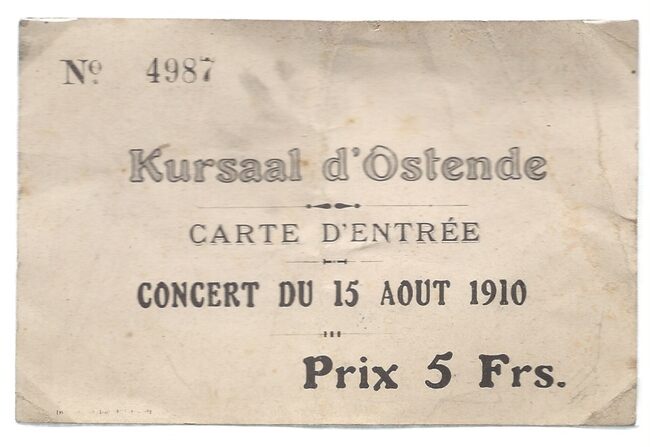 Nº 4987
Kursaal d'Ostende
CARTE D'ENTRÉE
CONCERT DU 15 AOUT 1910
Prix 5 Frs.